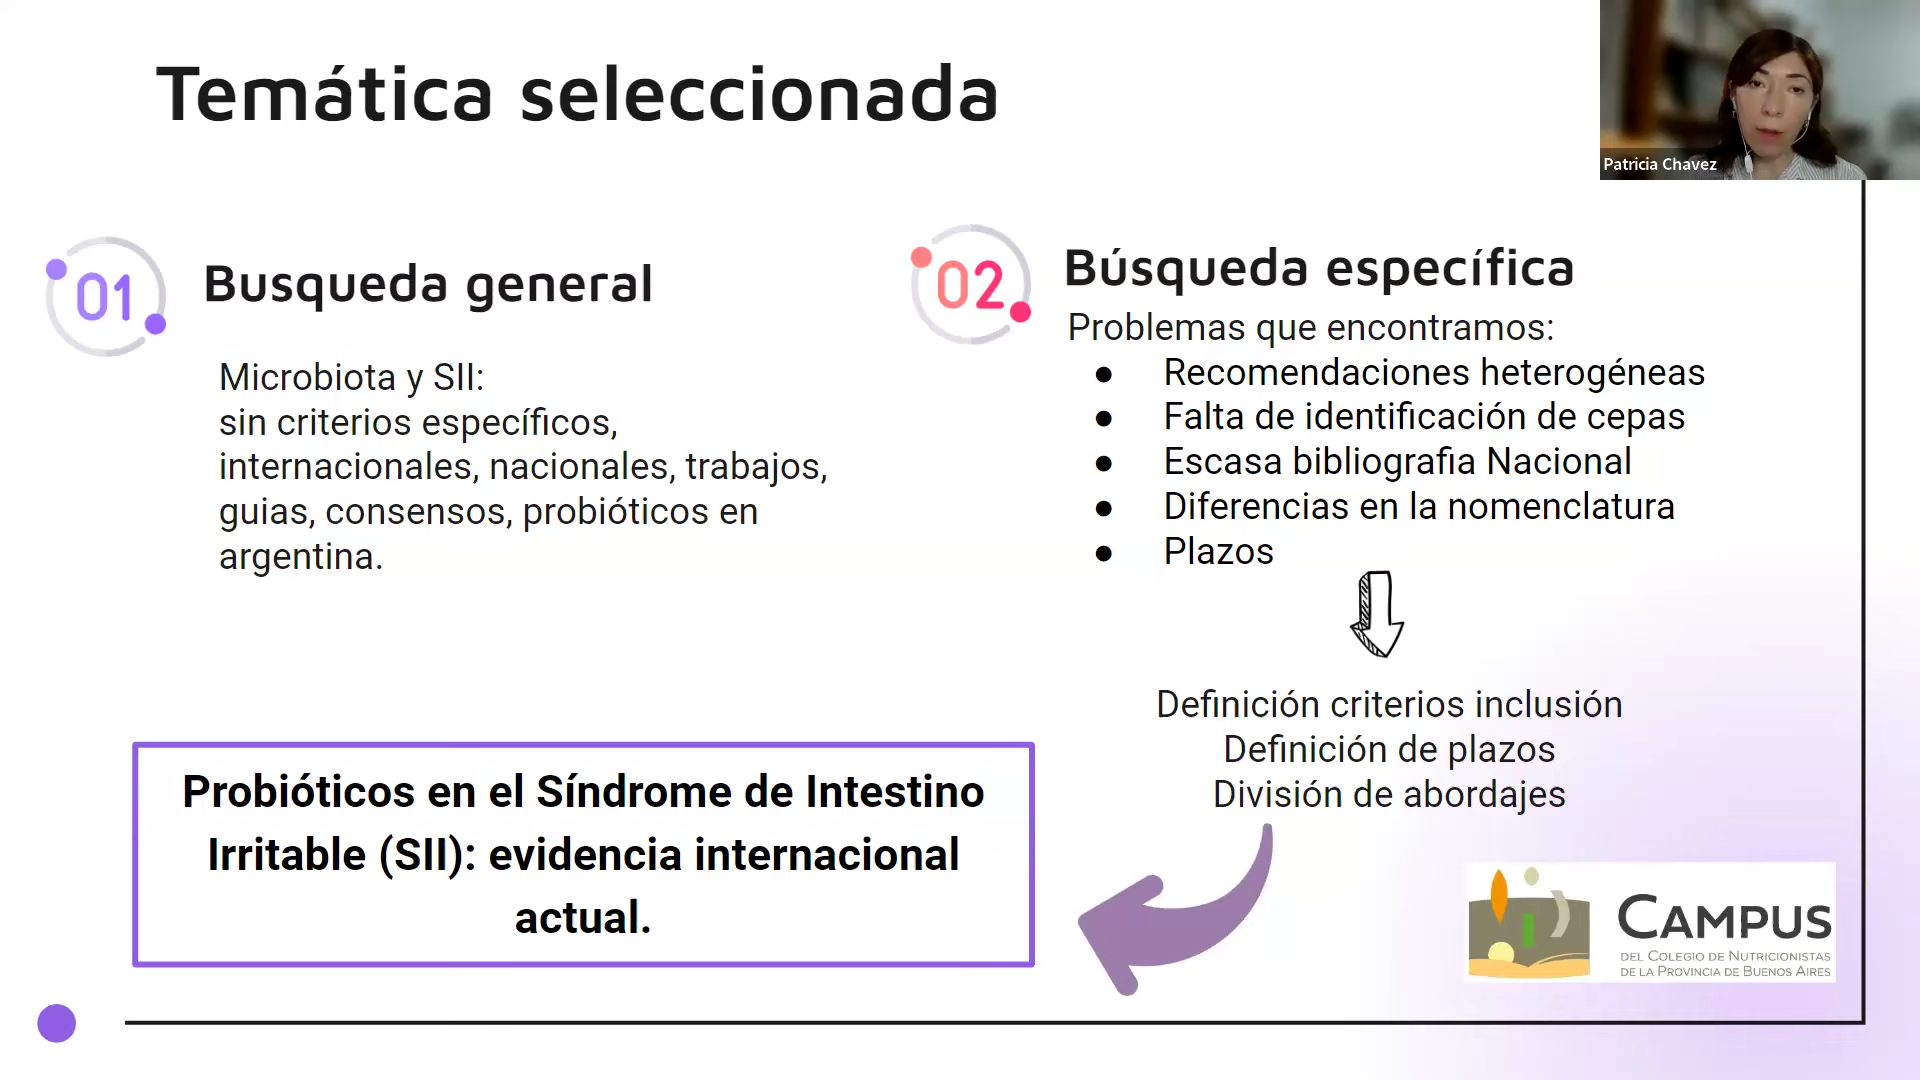 Temática seleccionada
Patricia Chavez
01
Busqueda general
Microbiota y SII:
sin criterios específicos,
internacionales, nacionales, trabajos,
guias, consensos, probióticos en
argentina.
02
Búsqueda específica
Problemas que encontramos:
● Recomendaciones heterogéneas
● Falta de identificación de cepas
● Escasa bibliografia Nacional
● Diferencias en la nomenclatura
● Plazos
Definición criterios inclusión
Definición de plazos
División de abordajes
Probióticos en el Síndrome de Intestino
Irritable (SII): evidencia internacional
actual.
CAMPUS
DEL COLEGIO DE NUTRICIONISTAS
DE LA PROVINCIA DE BUENOS AIRES